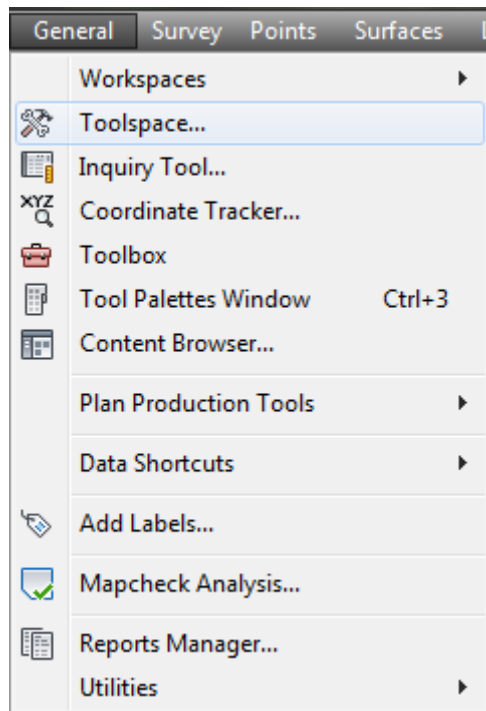 General Survey Points Surfaces
Workspaces
Toolspace...
Inquiry Tool...
XYZ Coordinate Tracker...
Toolbox
Tool Palettes Window Ctrl+3
Content Browser...
Plan Production Tools
Data Shortcuts
Add Labels...
Mapcheck Analysis...
Reports Manager...
Utilities